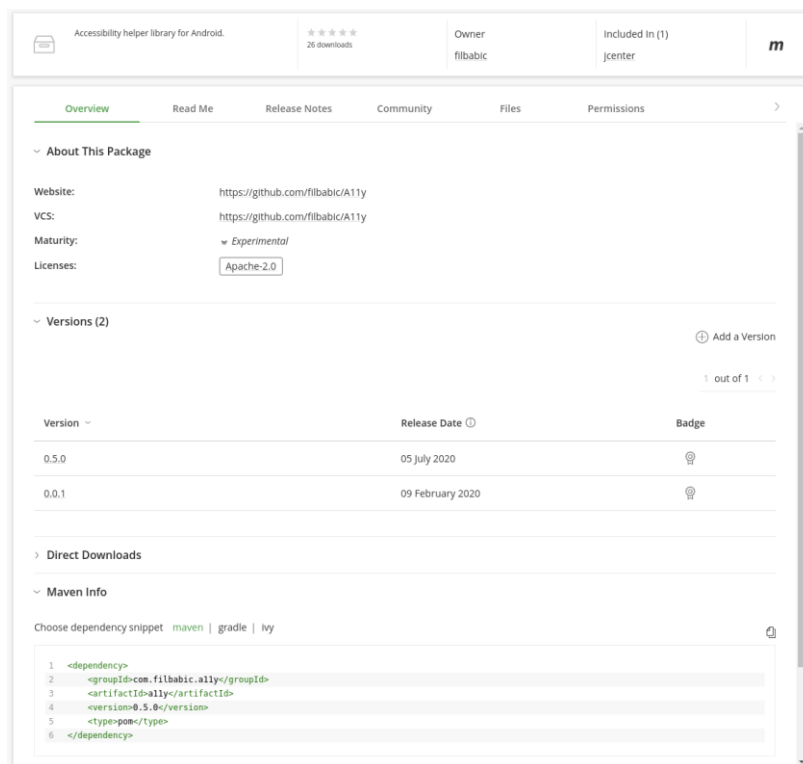 Accessibility helper library for Android.
26 downloads
Owner
filbabic
Included In (1)
jcenter
m
Overview Read Me Release Notes Community Files Permissions
About This Package
Website: https://github.com/filbabic/A11y
VCS: https://github.com/filbabic/A11y
Maturity: Experimental
Licenses: Apache-2.0
Versions (2)
Add a Version
1 out of 1
Version Release Date Badge
0.5.0 05 July 2020
0.0.1 09 February 2020
Direct Downloads
Maven Info
Choose dependency snippet maven | gradle | ivy
1 <dependency>
2 <groupId>com.filbabic.a11y</groupId>
3 <artifactId>a11y</artifactId>
4 <version>0.5.0</version>
5 <type>pom</type>
6 </dependency>